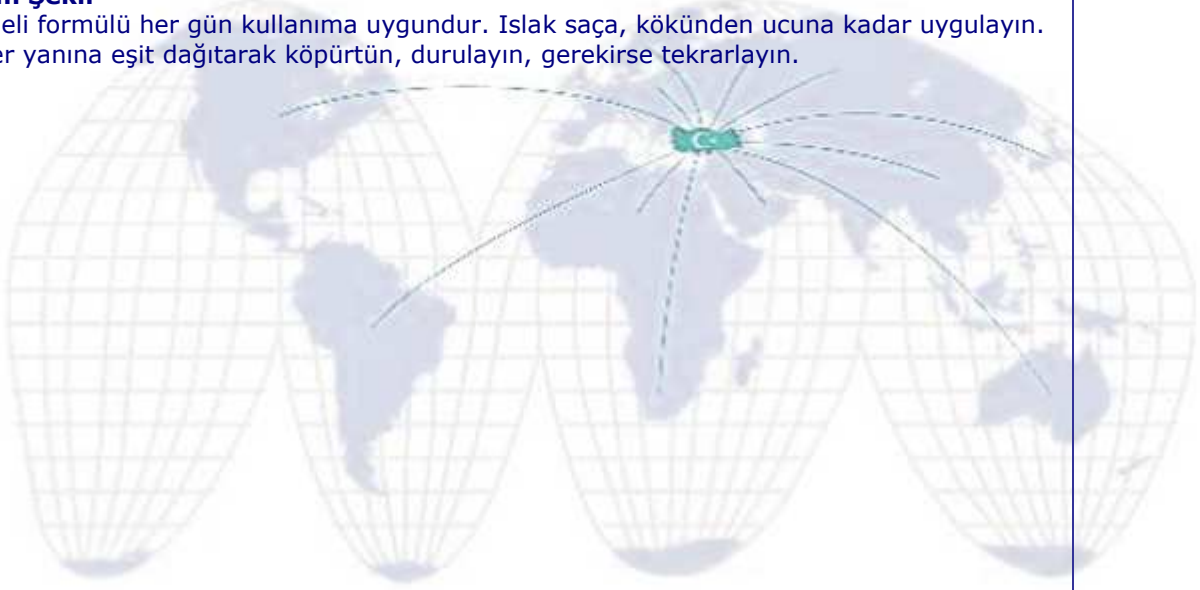 eli formülü her gün kullanıma uygundur. Islak saça, kökünden ucuna kadar uygulayın.
er yanına eşit dağıtarak köpürtün, durulayın, gerekirse tekrarlayın.